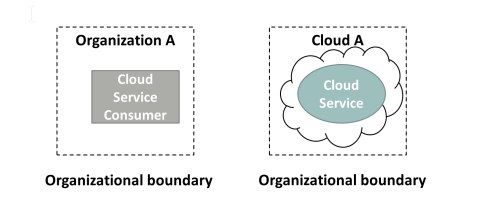 Organization A
Cloud
Service
Consumer
Organizational boundary
Cloud A
Cloud
Service
Organizational boundary